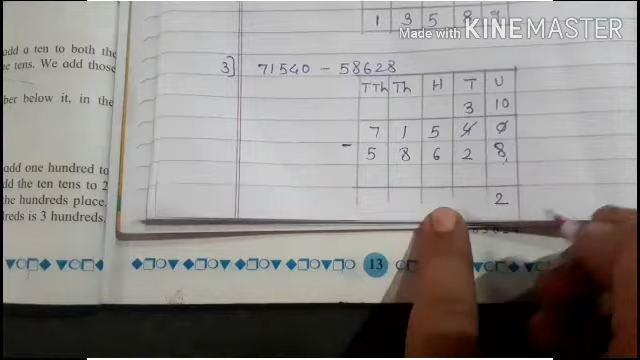 1 3 5 8 9
Made with KINEMASTER
add a ten to both the
e tens. We add those
ber below it, in the
add one hundred to
dd the ten tens to 2
the hundreds place.
dreds is 3 hundreds.
3] 71540 - 58628
TTh Th H T U
3 10
7 1 5 4 0
- 5 8 6 2 8
2
13